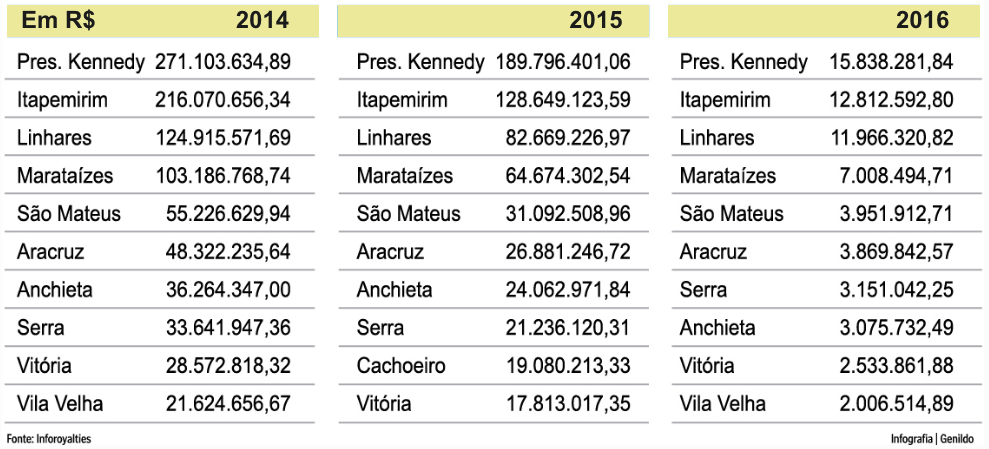 Em R$ 2014 2015 2016
Pres. Kennedy 271.103.634,89 Pres. Kennedy 189.796.401,06 Pres. Kennedy 15.838.281,84
Itapemirim 216.070.656,34 Itapemirim 128.649.123,59 Itapemirim 12.812.592,80
Linhares 124.915.571,69 Linhares 82.669.226,97 Linhares 11.966.320,82
Marataízes 103.186.768,74 Marataízes 64.674.302,54 Marataízes 7.008.494,71
São Mateus 55.226.629,94 São Mateus 31.092.508,96 São Mateus 3.951.912,71
Aracruz 48.322.235,64 Aracruz 26.881.246,72 Aracruz 3.869.842,57
Anchieta 36.264.347,00 Anchieta 24.062.971,84 Serra 3.151.042,25
Serra 33.641.947,36 Serra 21.236.120,31 Anchieta 3.075.732,49
Vitória 28.572.818,32 Cachoeiro 19.080.213,33 Vitória 2.533.861,88
Vila Velha 21.624.656,67 Vitória 17.813.017,35 Vila Velha 2.006.514,89
Fonte: Inforoyalties Infografia | Genildo